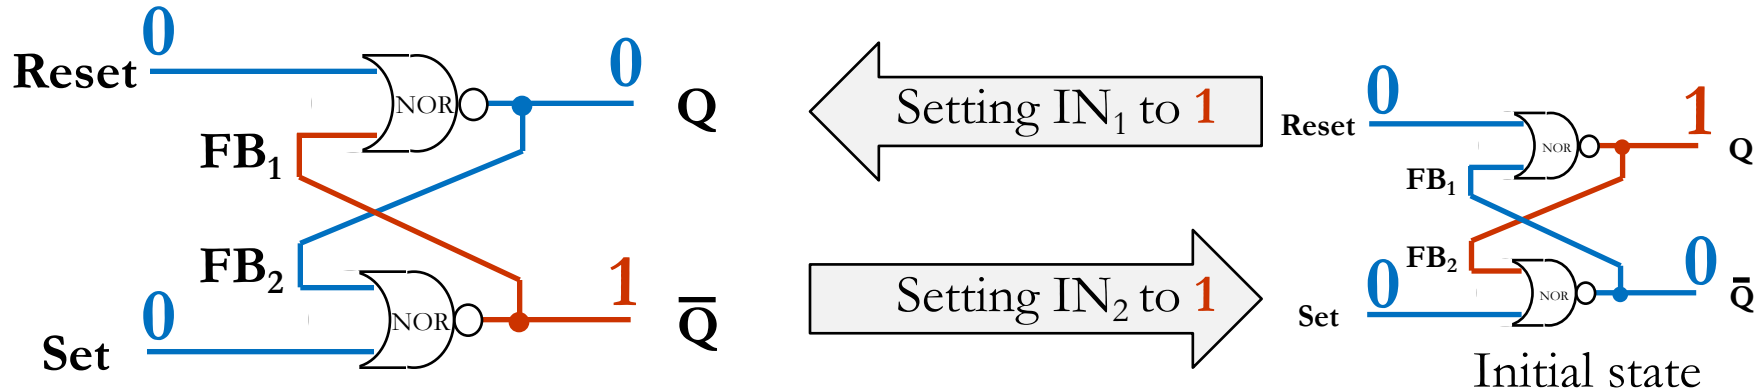 0
Reset
NOR
0
Q
FB₁
FB₂
0
Set
NOR
1
Q̅
Setting IN₁ to 1
Setting IN₂ to 1
0
Reset
NOR
1
Q
FB₁
FB₂
0
Set
NOR
0
Q̅
Initial state